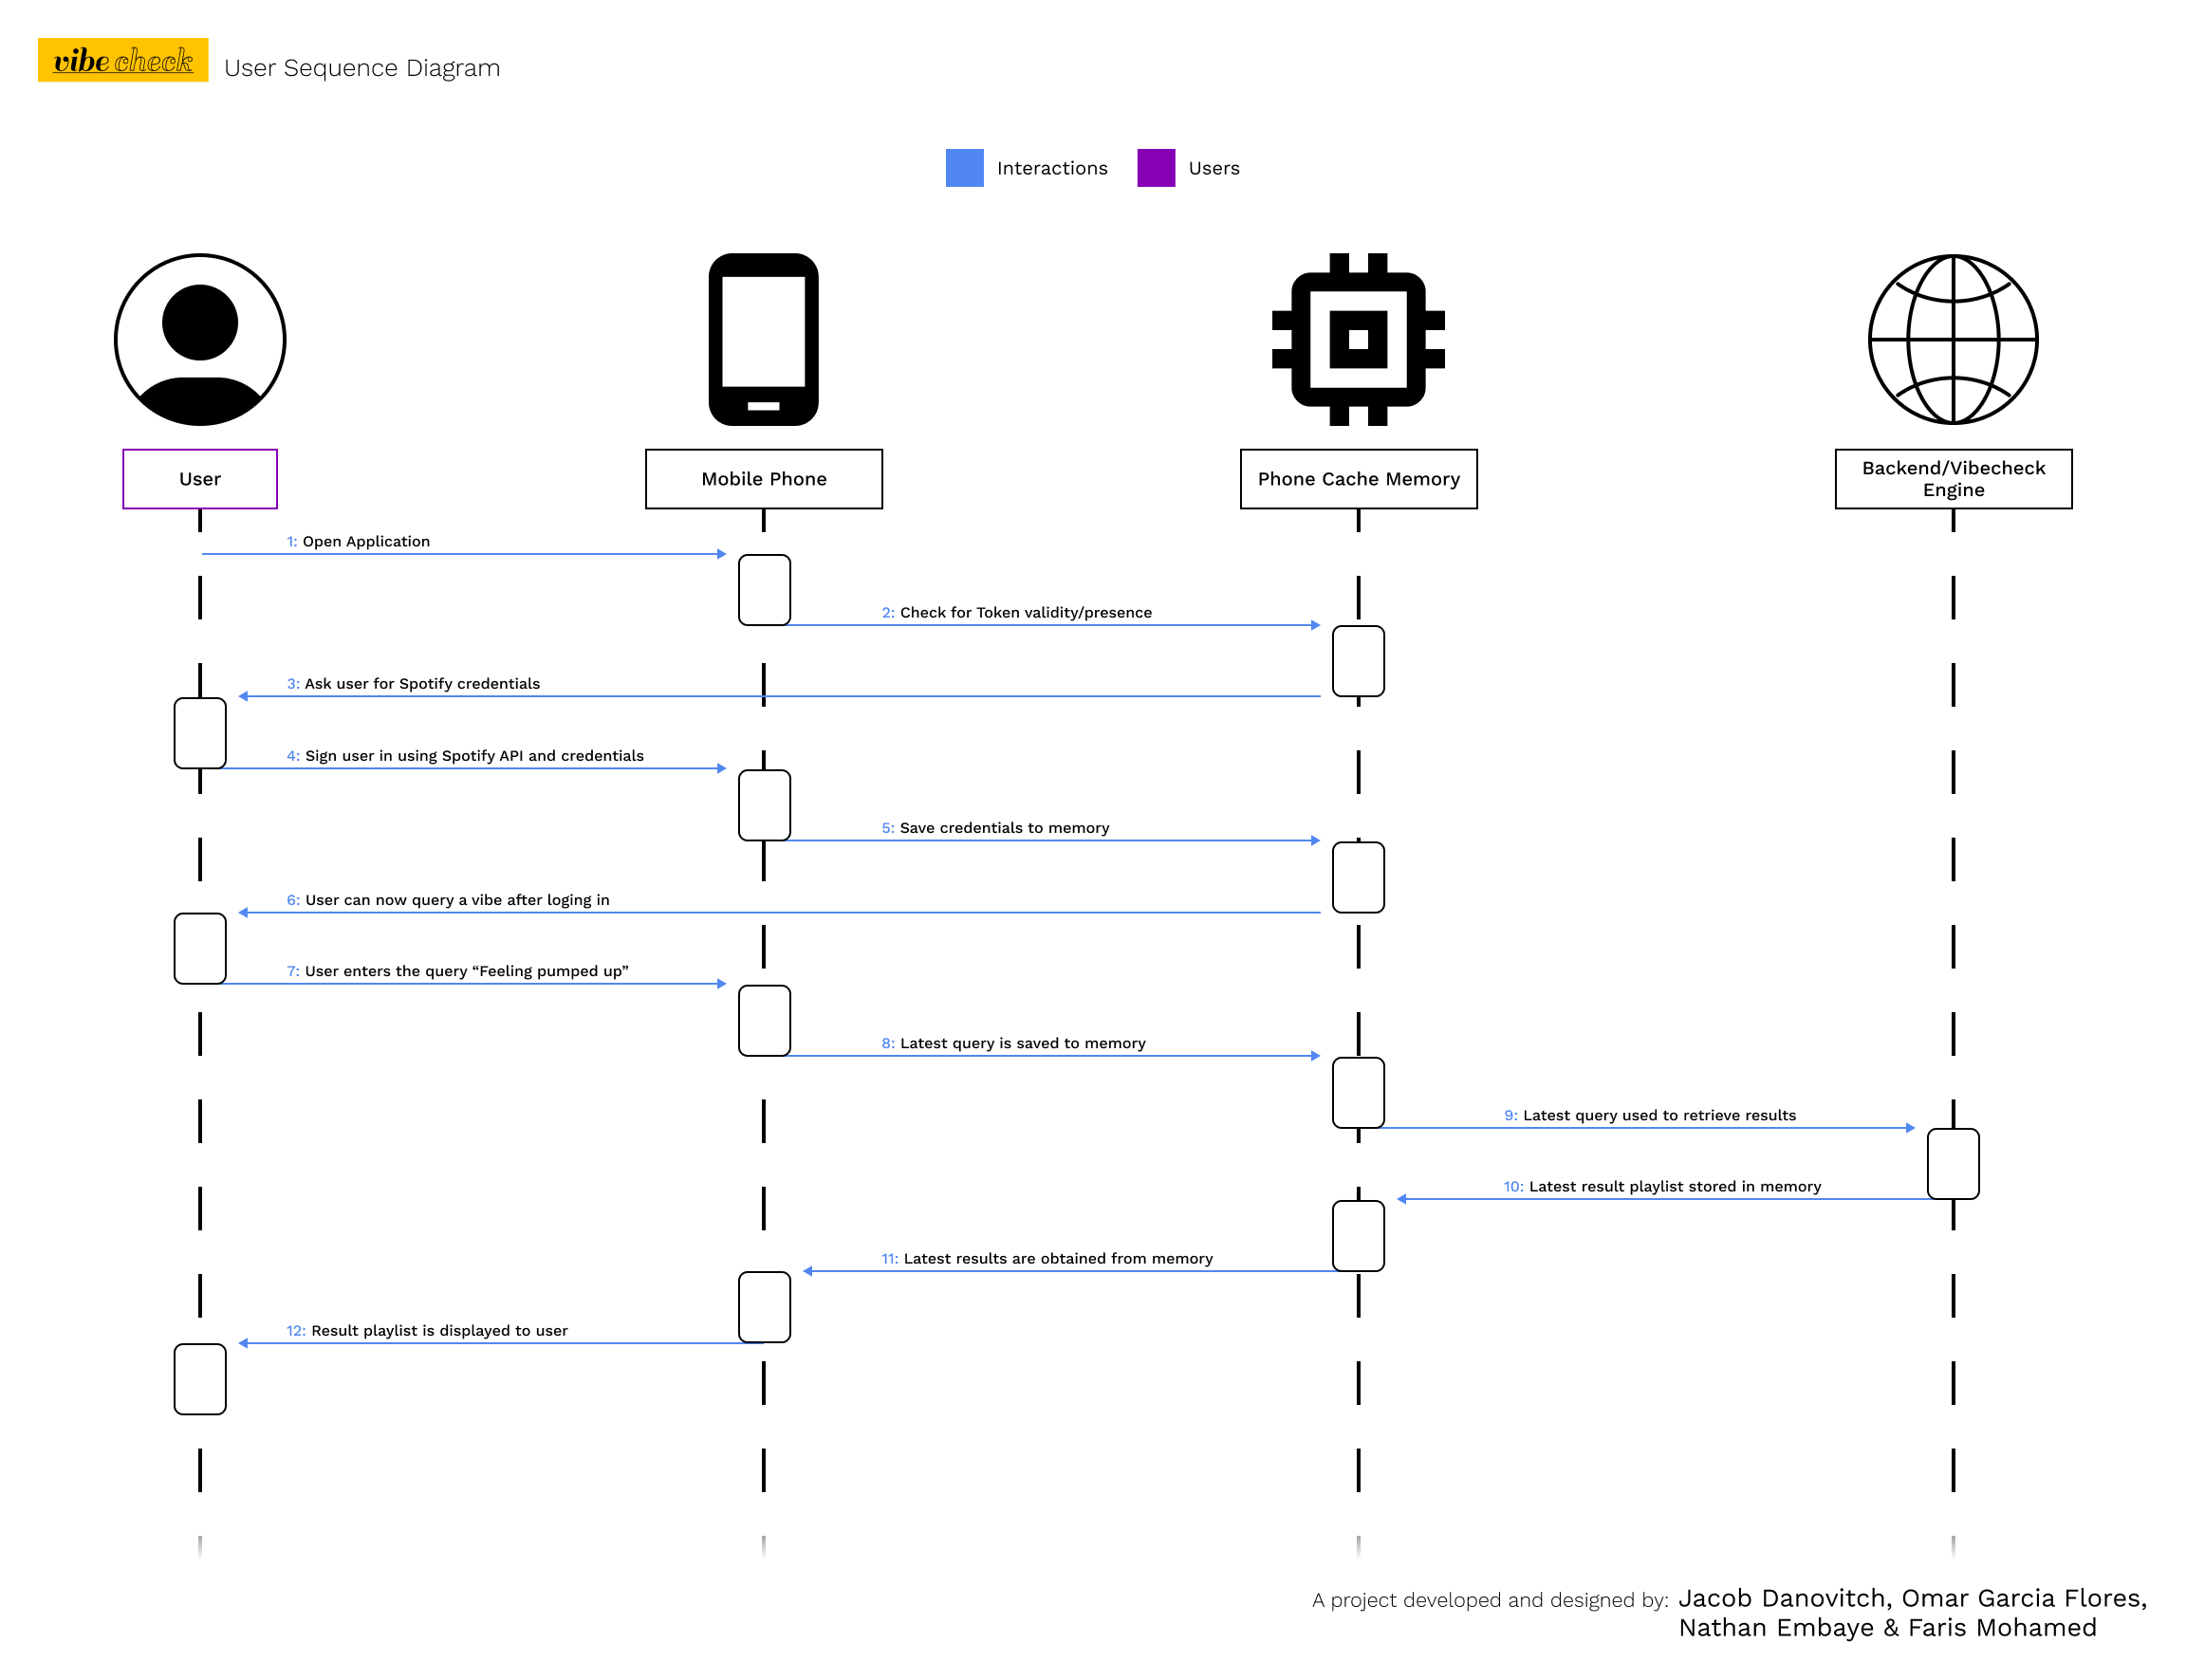 vibe check
User Sequence Diagram
Interactions
Users
User
Mobile Phone
Phone Cache Memory
Backend/Vibecheck
Engine
1: Open Application
2: Check for Token validity/presence
3: Ask user for Spotify credentials
4: Sign user in using Spotify API and credentials
5: Save credentials to memory
6: User can now query a vibe after loging in
7: User enters the query “Feeling pumped up”
8: Latest query is saved to memory
9: Latest query used to retrieve results
10: Latest result playlist stored in memory
11: Latest results are obtained from memory
12: Result playlist is displayed to user
A project developed and designed by: Jacob Danovitch, Omar Garcia Flores,
Nathan Embaye & Faris Mohamed